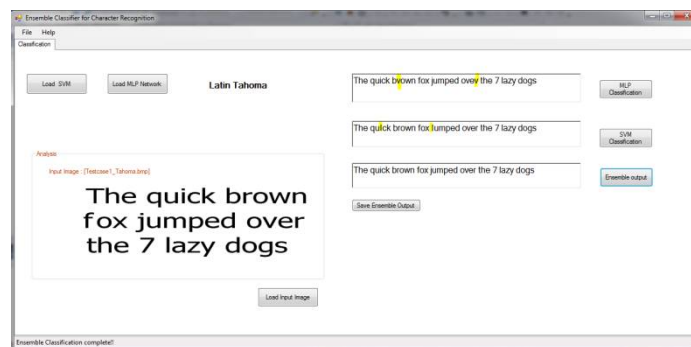 Ensemble Classifier for Character Recognition
File Help
Classification
Load SVM
Load MLP Network
Latin Tahoma
The quick bvown fox jumped ovey the 7 lazy dogs
MLP Classification
The qulck brown fox lumped over the 7 lazy dogs
SVM Classification
Analysis
Input Image : [Testcase1_Tahoma.bmp]
The quick brown
fox jumped over
the 7 lazy dogs
The quick brown fox jumped over the 7 lazy dogs
Ensemble output
Save Ensemble Output
Load Input Image
Ensemble Classification complete!!